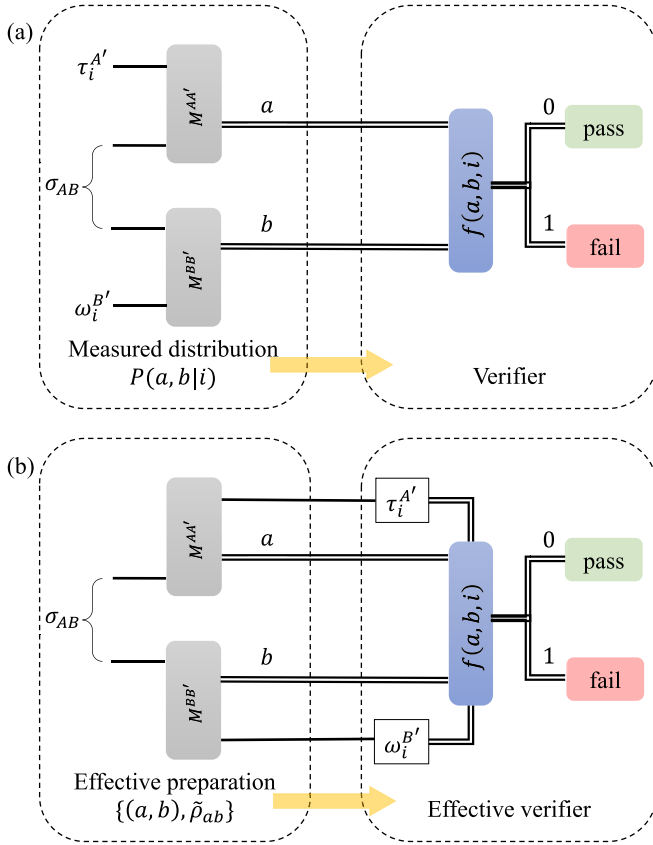 (a)
τ_i^{A′}
M^{AA′}
a
0
pass
σ_{AB}
f(a, b, i)
b
1
fail
M^{BB′}
ω_i^{B′}
Measured distribution
P(a, b|i)
Verifier
(b)
τ_i^{A′}
M^{AA′}
a
0
pass
σ_{AB}
f(a, b, i)
b
1
fail
M^{BB′}
ω_i^{B′}
Effective preparation
{(a, b), ρ̃_{ab}}
Effective verifier